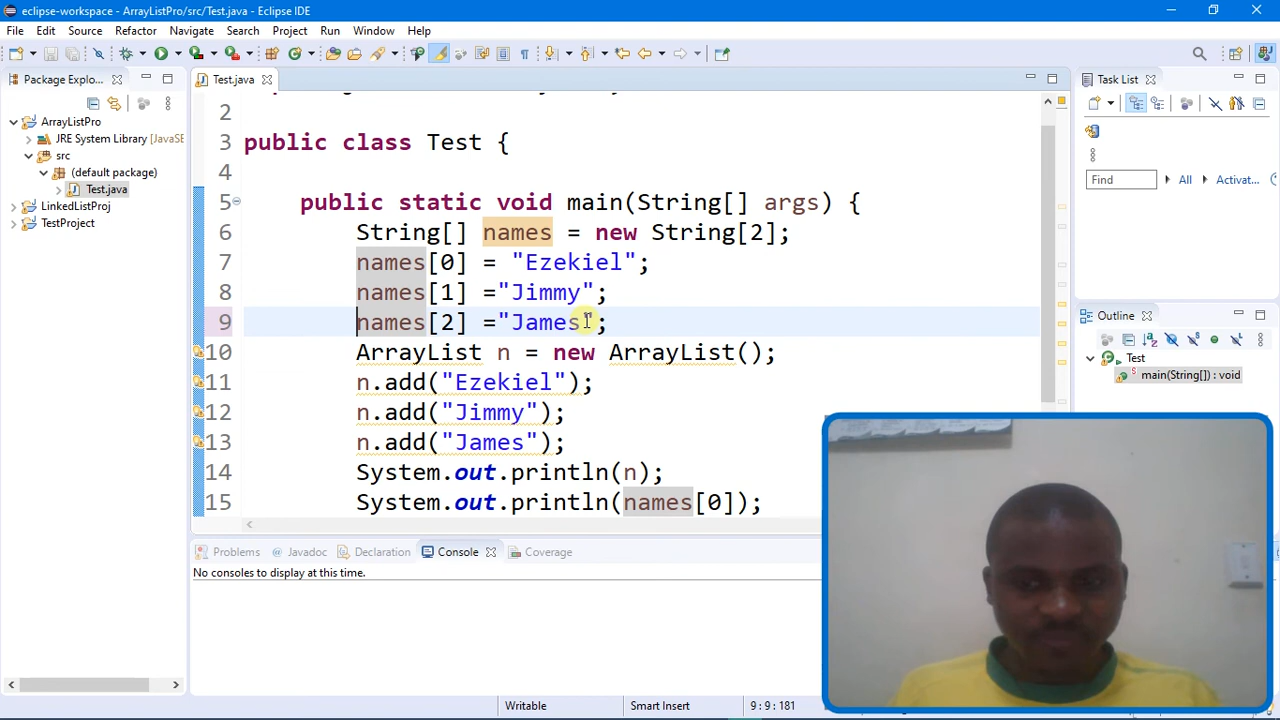 eclipse-workspace - ArrayListPro/src/Test.java - Eclipse IDE
File Edit Source Refactor Navigate Search Project Run Window Help
Package Explo...
Test.java
Task List
ArrayListPro
JRE System Library [JavaSE
src
(default package)
Test.java
LinkedListProj
TestProject
Find
All
Activat...
2
3 public class Test {
4
5 public static void main(String[] args) {
6 String[] names = new String[2];
7 names[0] = "Ezekiel";
8 names[1] ="Jimmy";
9 names[2] ="James";
10 ArrayList n = new ArrayList();
11 n.add("Ezekiel");
12 n.add("Jimmy");
13 n.add("James");
14 System.out.println(n);
15 System.out.println(names[0]);
Outline
Test
main(String[]) : void
Problems
Javadoc
Declaration
Console
Coverage
No consoles to display at this time.
Writable
Smart Insert
9 : 9 : 181